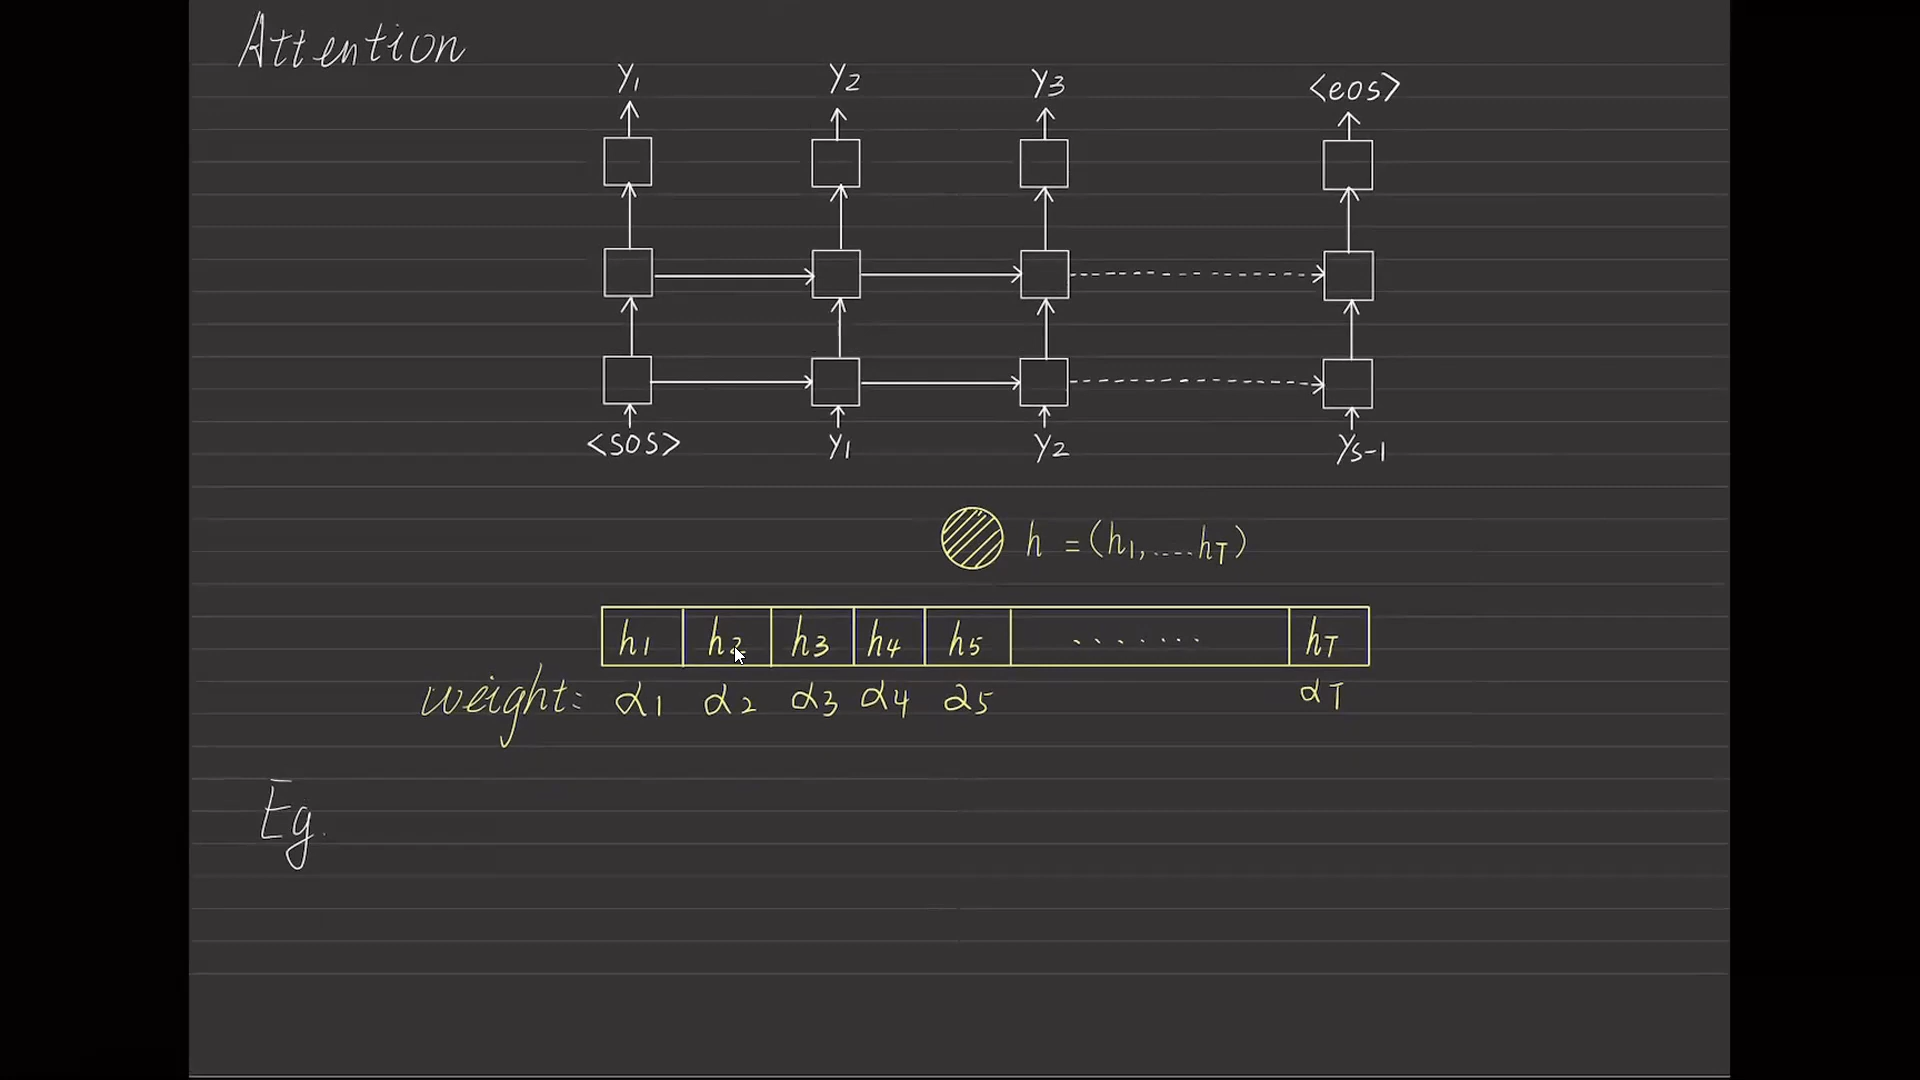 Attention
y1 y2 y3 <eos>
<sos> y1 y2 ys-1
h = (h1, .... hT)
h1 h2 h3 h4 h5 ....... hT
weight: α1 α2 α3 α4 α5 αT
Eg.